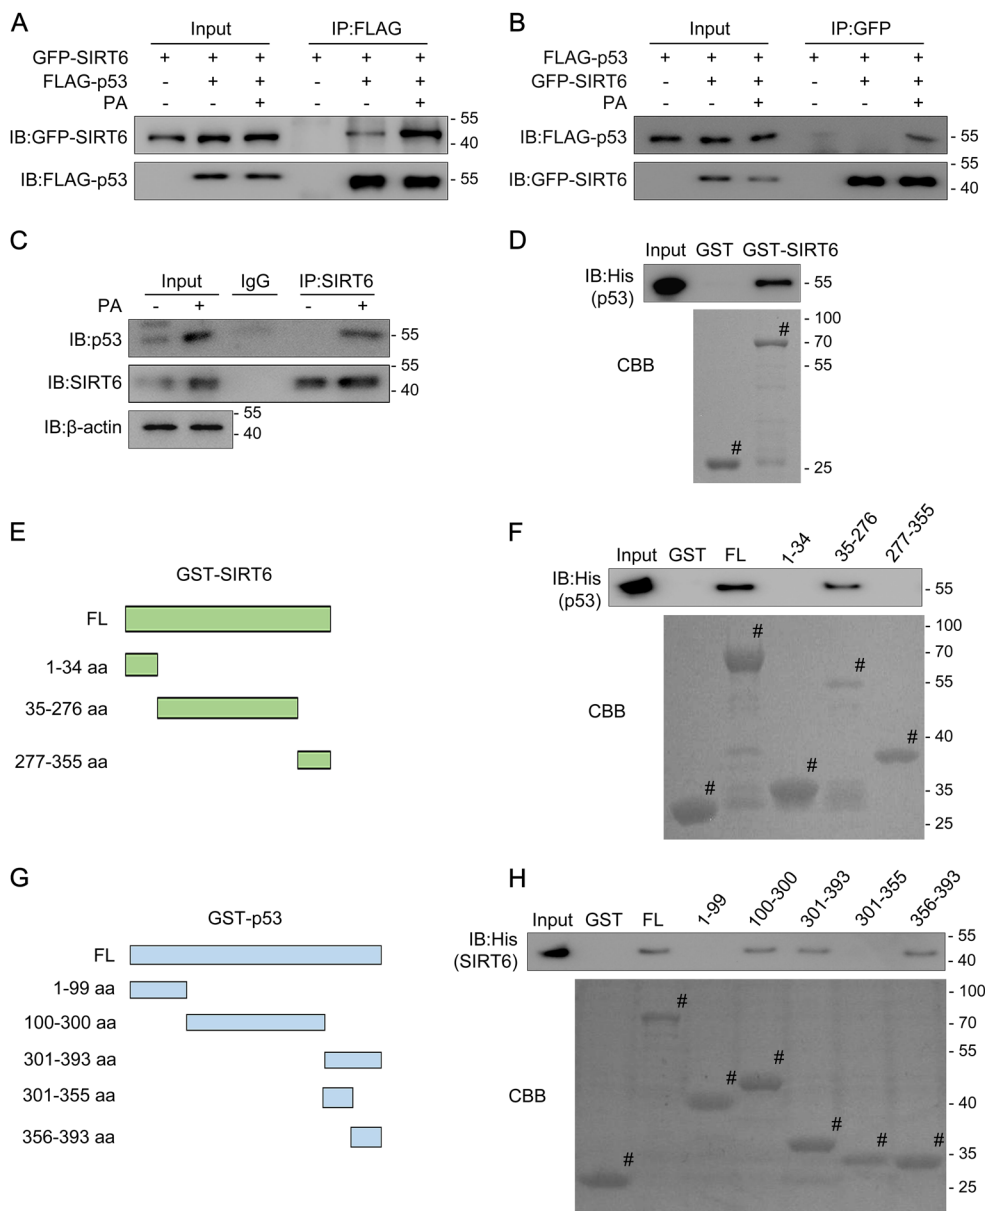 A
Input IP:FLAG
GFP-SIRT6 + + + + + +
FLAG-p53 - + + - + +
PA - - + - - +
IB:GFP-SIRT6
- 55
- 40
IB:FLAG-p53 - 55
B
Input IP:GFP
FLAG-p53 + + + + + +
GFP-SIRT6 - + + - + +
PA - - + - - +
IB:FLAG-p53 - 55
IB:GFP-SIRT6
- 55
- 40
C
Input IgG IP:SIRT6
PA - + - +
IB:p53 - 55
IB:SIRT6
- 55
- 40
IB:β-actin
- 55
- 40
D
Input GST GST-SIRT6
IB:His
(p53)
- 55
CBB
- 100
# - 70
- 55
# - 25
E
GST-SIRT6
FL
1-34 aa
35-276 aa
277-355 aa
F
Input GST FL 1-34 35-276 277-355
IB:His
(p53)
- 55
CBB
- 100
# - 70
# - 55
# - 40
# - 35
# - 25
G
GST-p53
FL
1-99 aa
100-300 aa
301-393 aa
301-355 aa
356-393 aa
H
Input GST FL 1-99 100-300 301-393 301-355 356-393
IB:His
(SIRT6)
- 55
- 40
CBB
- 100
# - 70
# - 55
# - 40
# # # - 35
# - 25